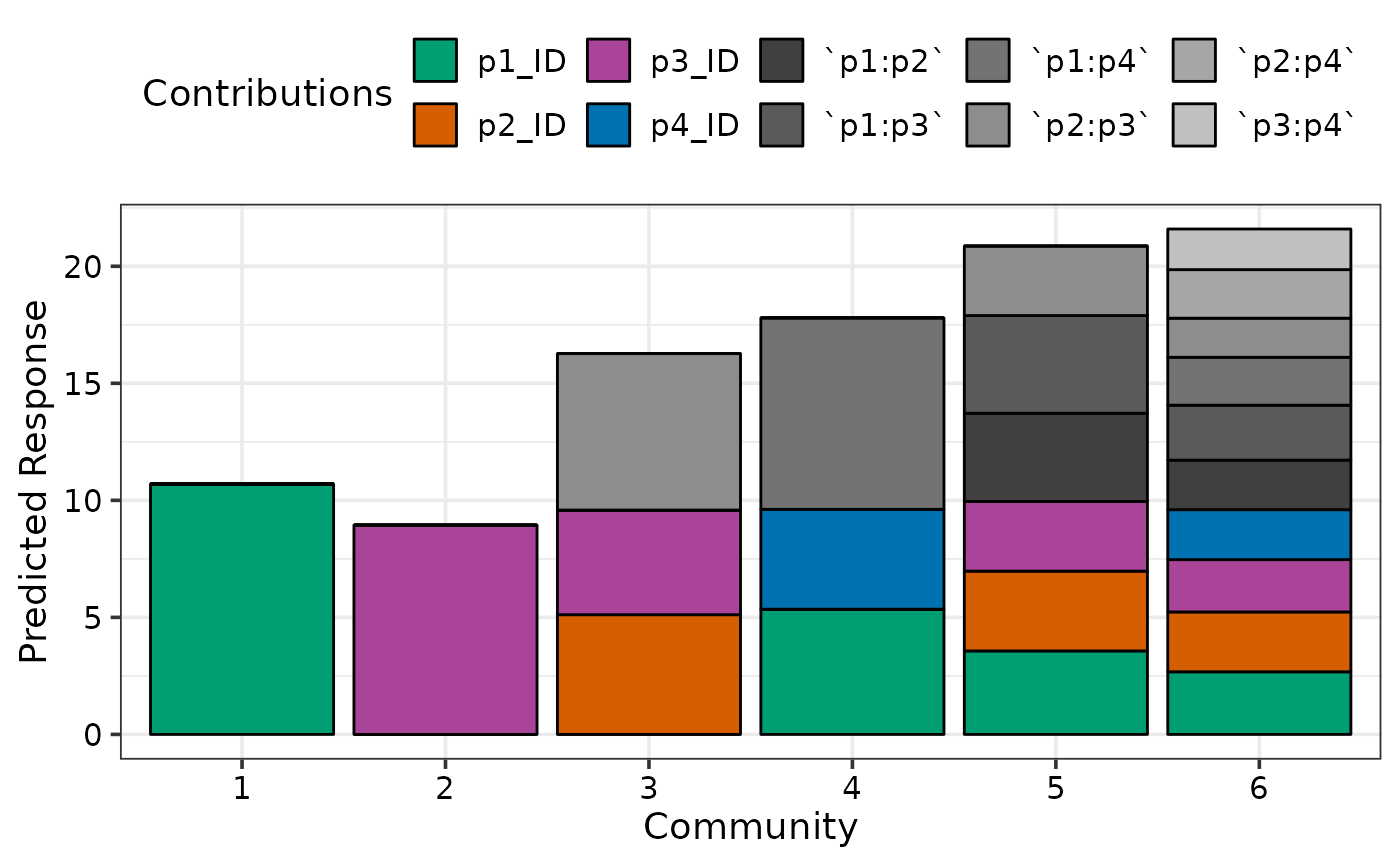 Contributions
p1_ID p3_ID `p1:p2` `p1:p4` `p2:p4`
p2_ID p4_ID `p1:p3` `p2:p3` `p3:p4`
Predicted Response
20
15
10
5
0
1 2 3 4 5 6
Community